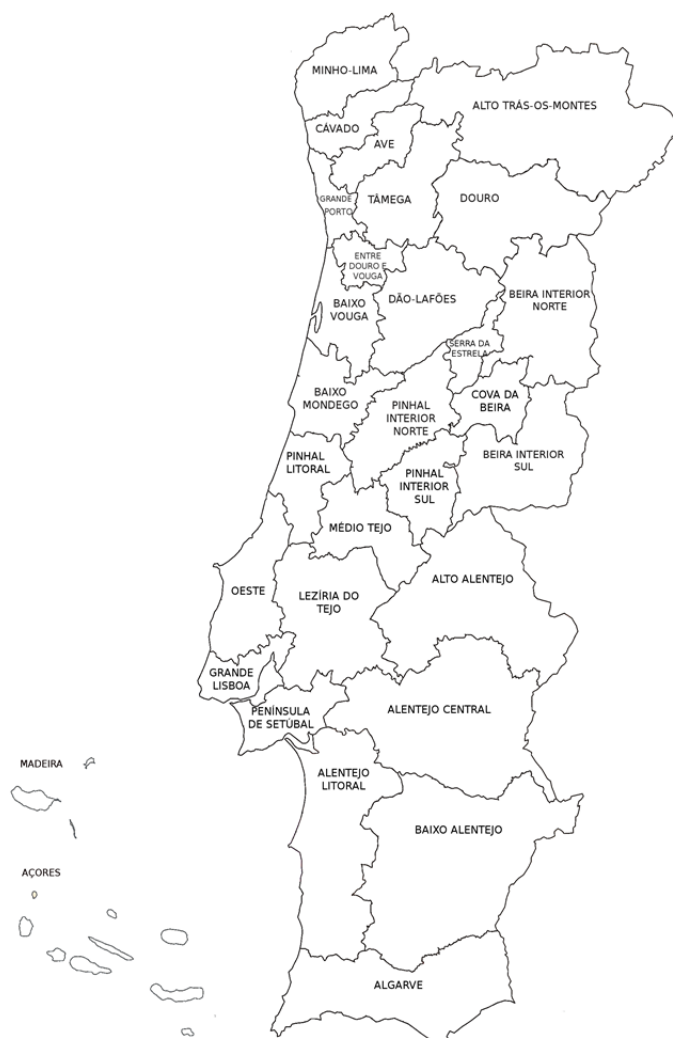 MINHO-LIMA
ALTO TRÁS-OS-MONTES
CÁVADO
AVE
GRANDE
PORTO
TÂMEGA
DOURO
ENTRE
DOURO E
VOUGA
BAIXO
VOUGA
DÃO-LAFÕES
BEIRA INTERIOR
NORTE
SERRA DA
ESTRELA
BAIXO
MONDEGO
PINHAL
INTERIOR
NORTE
COVA DA
BEIRA
PINHAL
LITORAL
PINHAL
INTERIOR
SUL
BEIRA INTERIOR
SUL
MÉDIO TEJO
OESTE
LEZÍRIA DO
TEJO
ALTO ALENTEJO
GRANDE
LISBOA
PENÍNSULA
DE SETÚBAL
ALENTEJO CENTRAL
ALENTEJO
LITORAL
BAIXO ALENTEJO
MADEIRA
AÇORES
ALGARVE